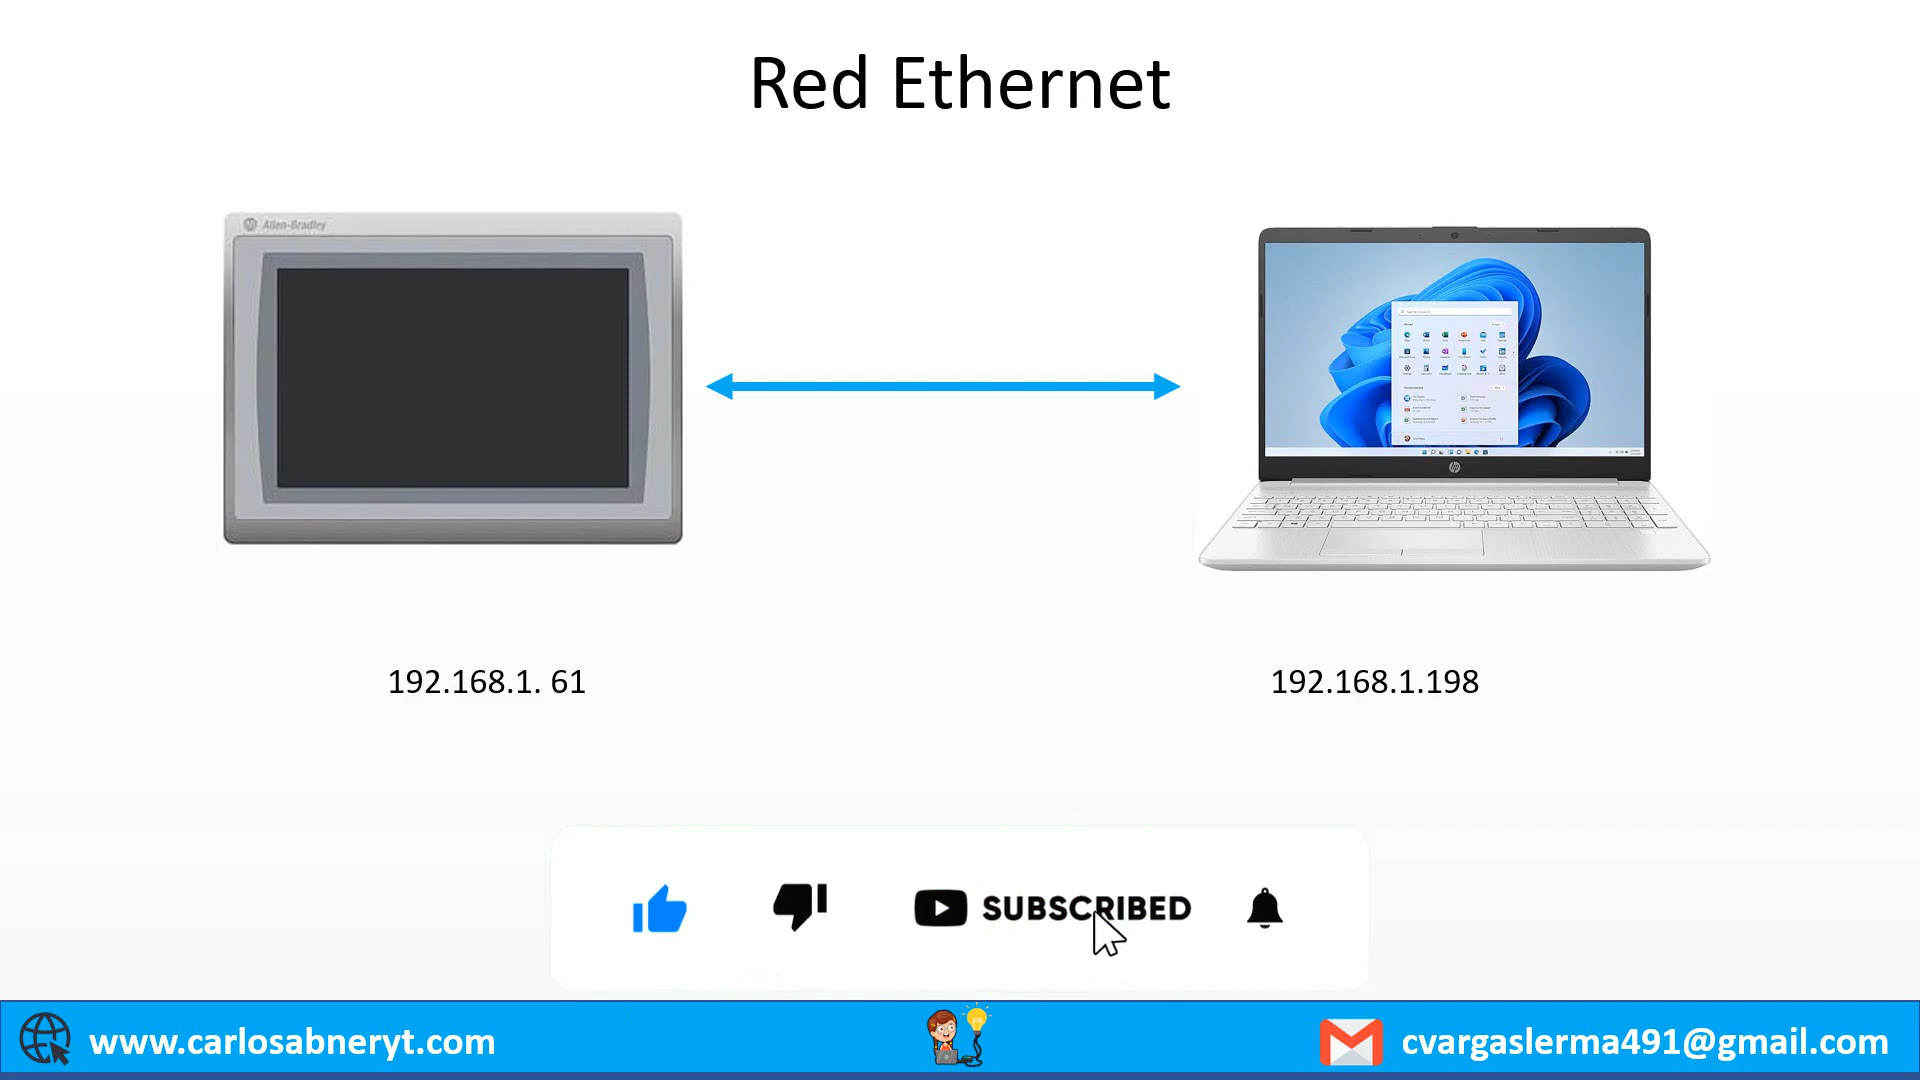 Red Ethernet
Allen-Bradley
hp
192.168.1. 61
192.168.1.198
SUBSCRIBED
www.carlosabneryt.com
cvargaslerma491@gmail.com